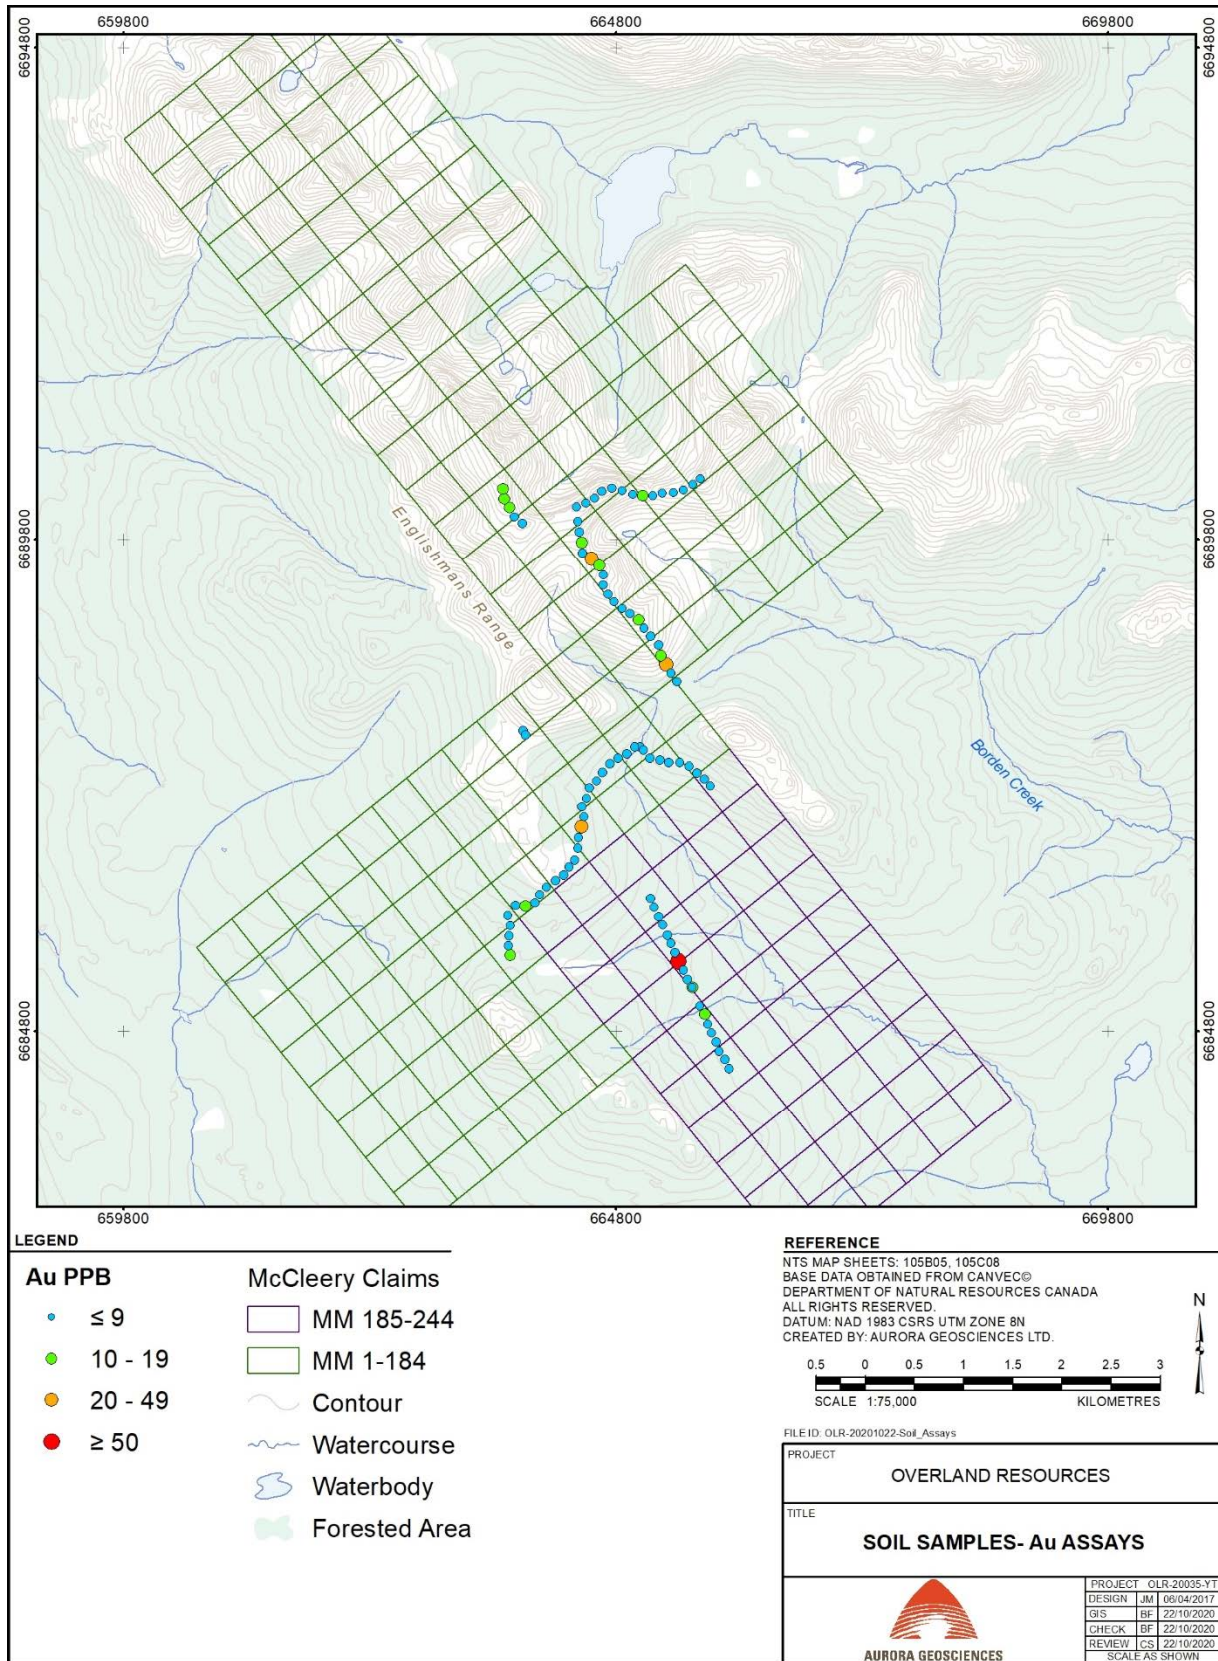 659800 664800 669800
6694800 6694800
Englishmans Range
6689800 6689800
Borden Creek
6684800 6684800
659800 664800 669800
LEGEND
Au PPB
≤ 9
10 - 19
20 - 49
≥ 50
McCleery Claims
MM 185-244
MM 1-184
Contour
Watercourse
Waterbody
Forested Area
REFERENCE
NTS MAP SHEETS: 105B05, 105C08
BASE DATA OBTAINED FROM CANVEC©
DEPARTMENT OF NATURAL RESOURCES CANADA
ALL RIGHTS RESERVED.
DATUM: NAD 1983 CSRS UTM ZONE 8N
CREATED BY: AURORA GEOSCIENCES LTD.
N
0.5 0 0.5 1 1.5 2 2.5 3
SCALE 1:75,000 KILOMETRES
FILE ID: OLR-20201022-Soil_Assays
PROJECT
OVERLAND RESOURCES
TITLE
SOIL SAMPLES- Au ASSAYS
AURORA GEOSCIENCES
PROJECT OLR-20035-YT
DESIGN JM 06/04/2017
GIS BF 22/10/2020
CHECK BF 22/10/2020
REVIEW CS 22/10/2020
SCALE AS SHOWN